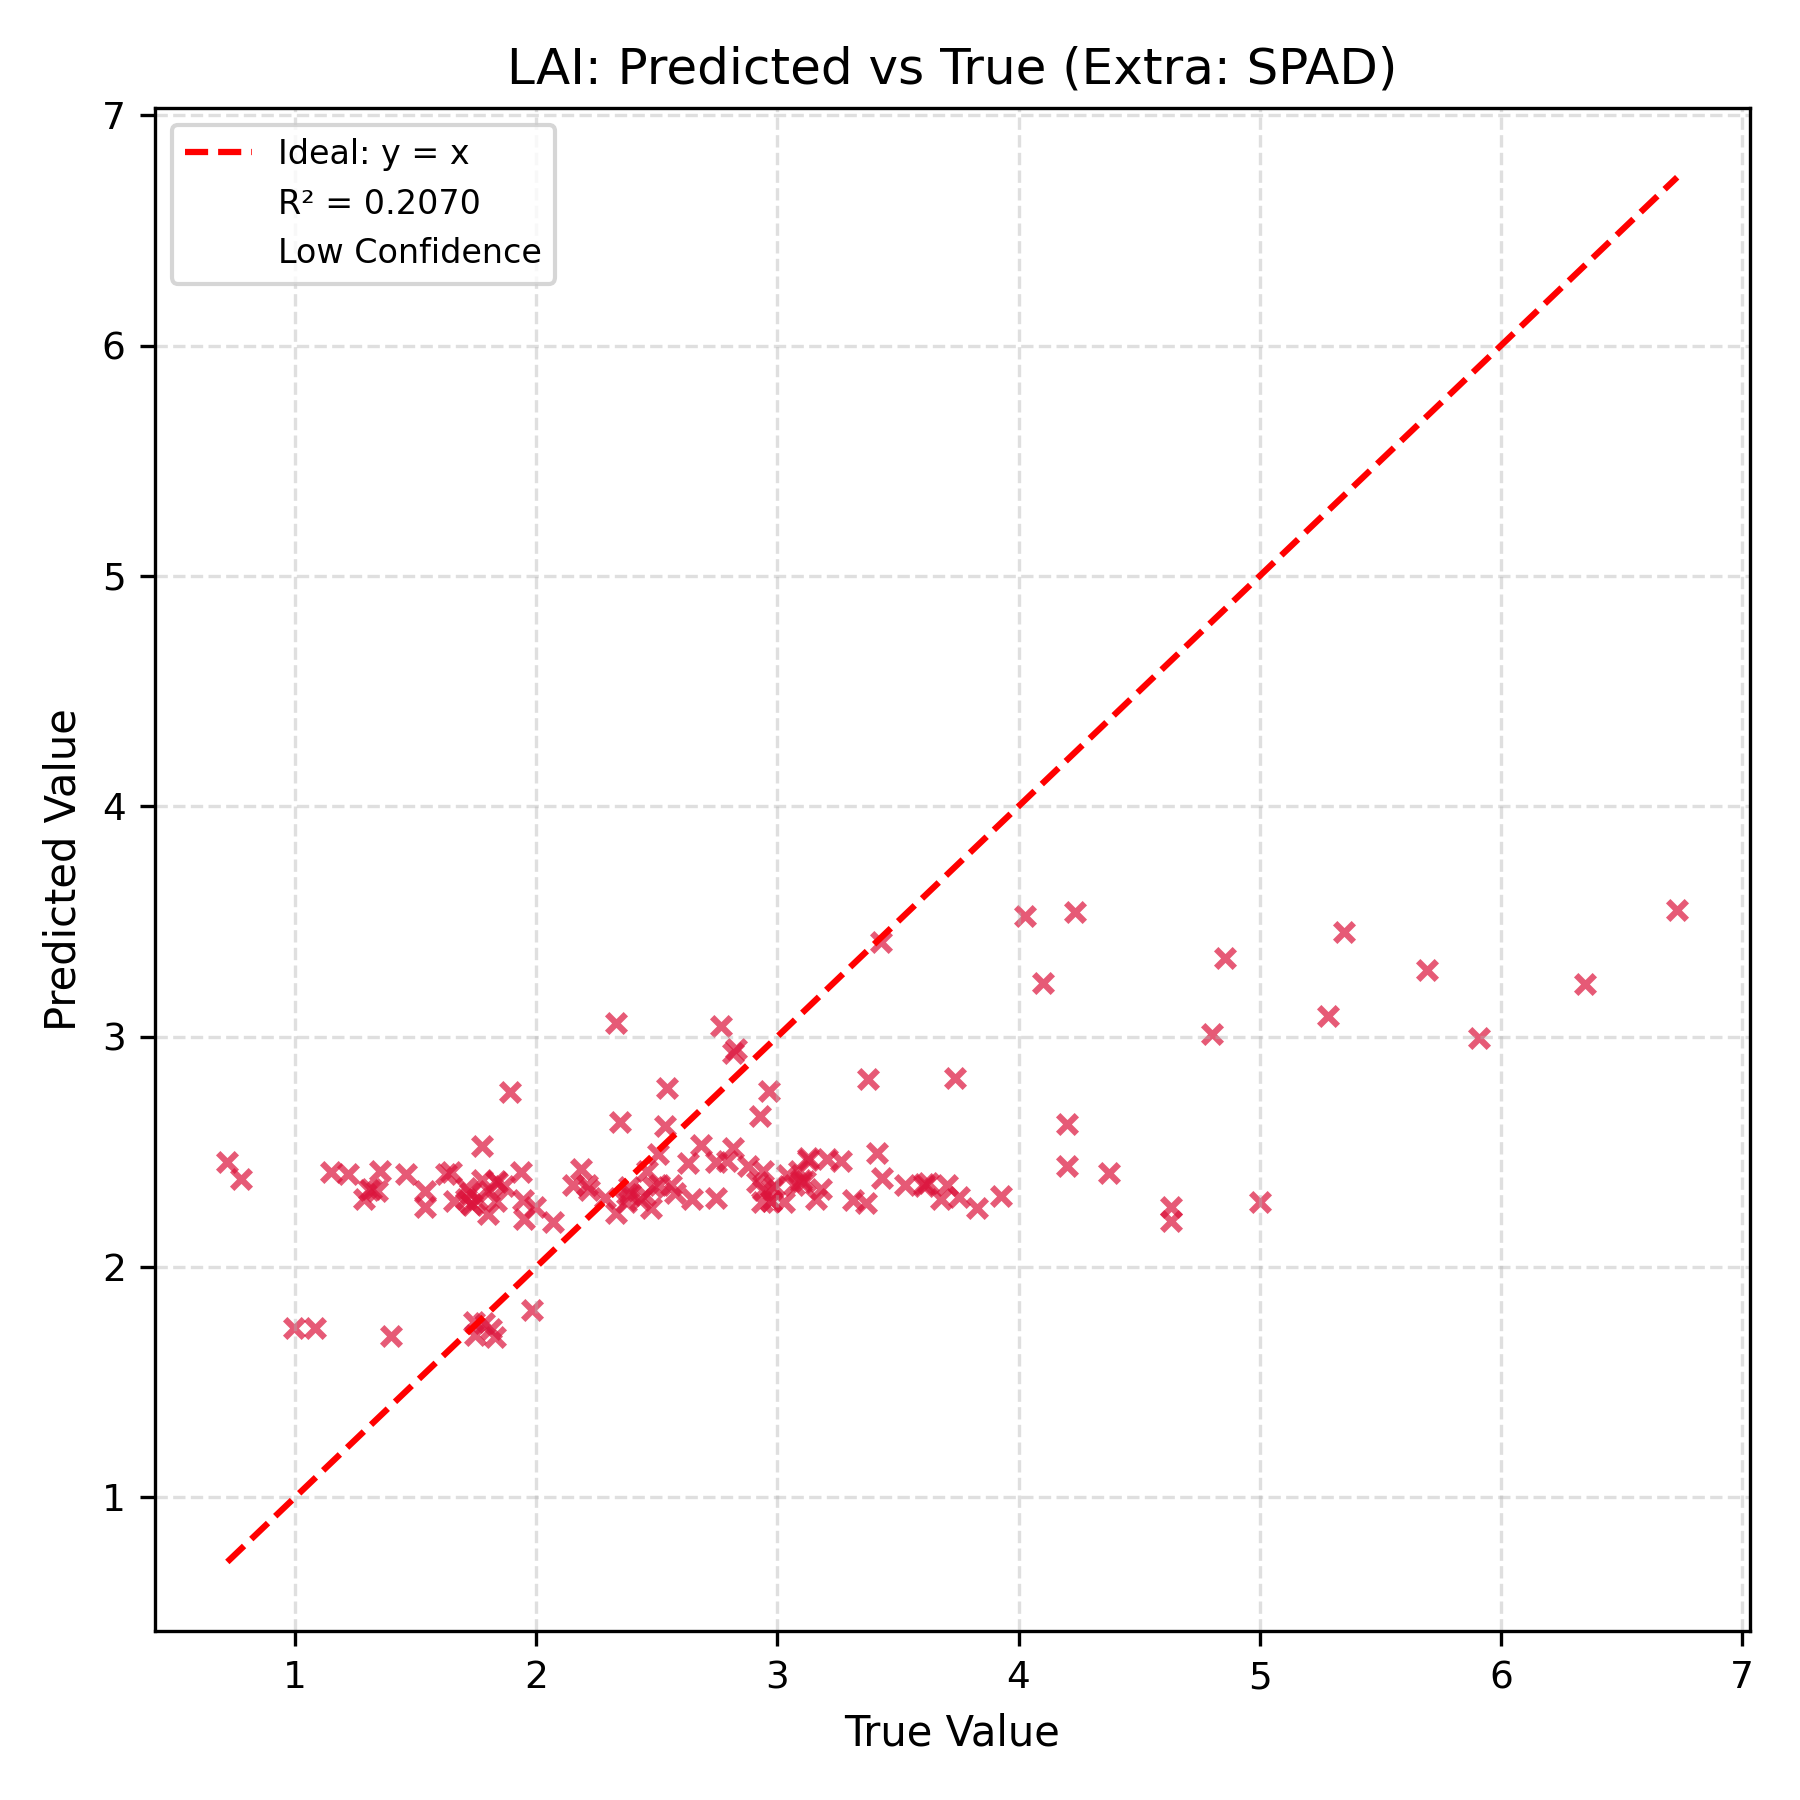 LAI: Predicted vs True (Extra: SPAD)
Ideal: y = x
R² = 0.2070
Low Confidence
7
6
5
4
3
2
1
Predicted Value
1 2 3 4 5 6 7
True Value